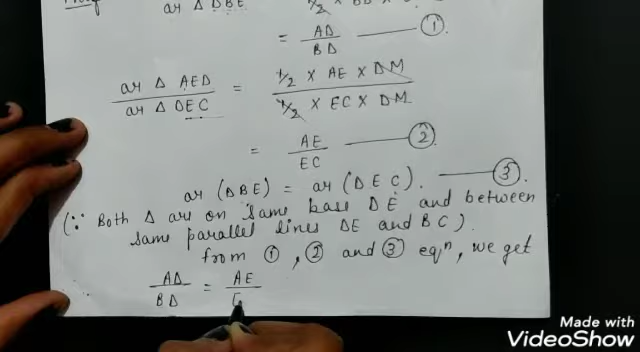 ar Δ DBE
= AD / BD ——— ①.
ar Δ AED / ar Δ DEC = 1/2 × AE × DM / 1/2 × EC × DM
= AE / EC ——— ②
ar (DBE) = ar (DEC). ——— ③.
(∵ Both Δ are on same base DE and between
same parallel lines DE and BC).
from ①, ② and ③ eqⁿ, we get
AD / BD = AE / E
Made with
VideoShow